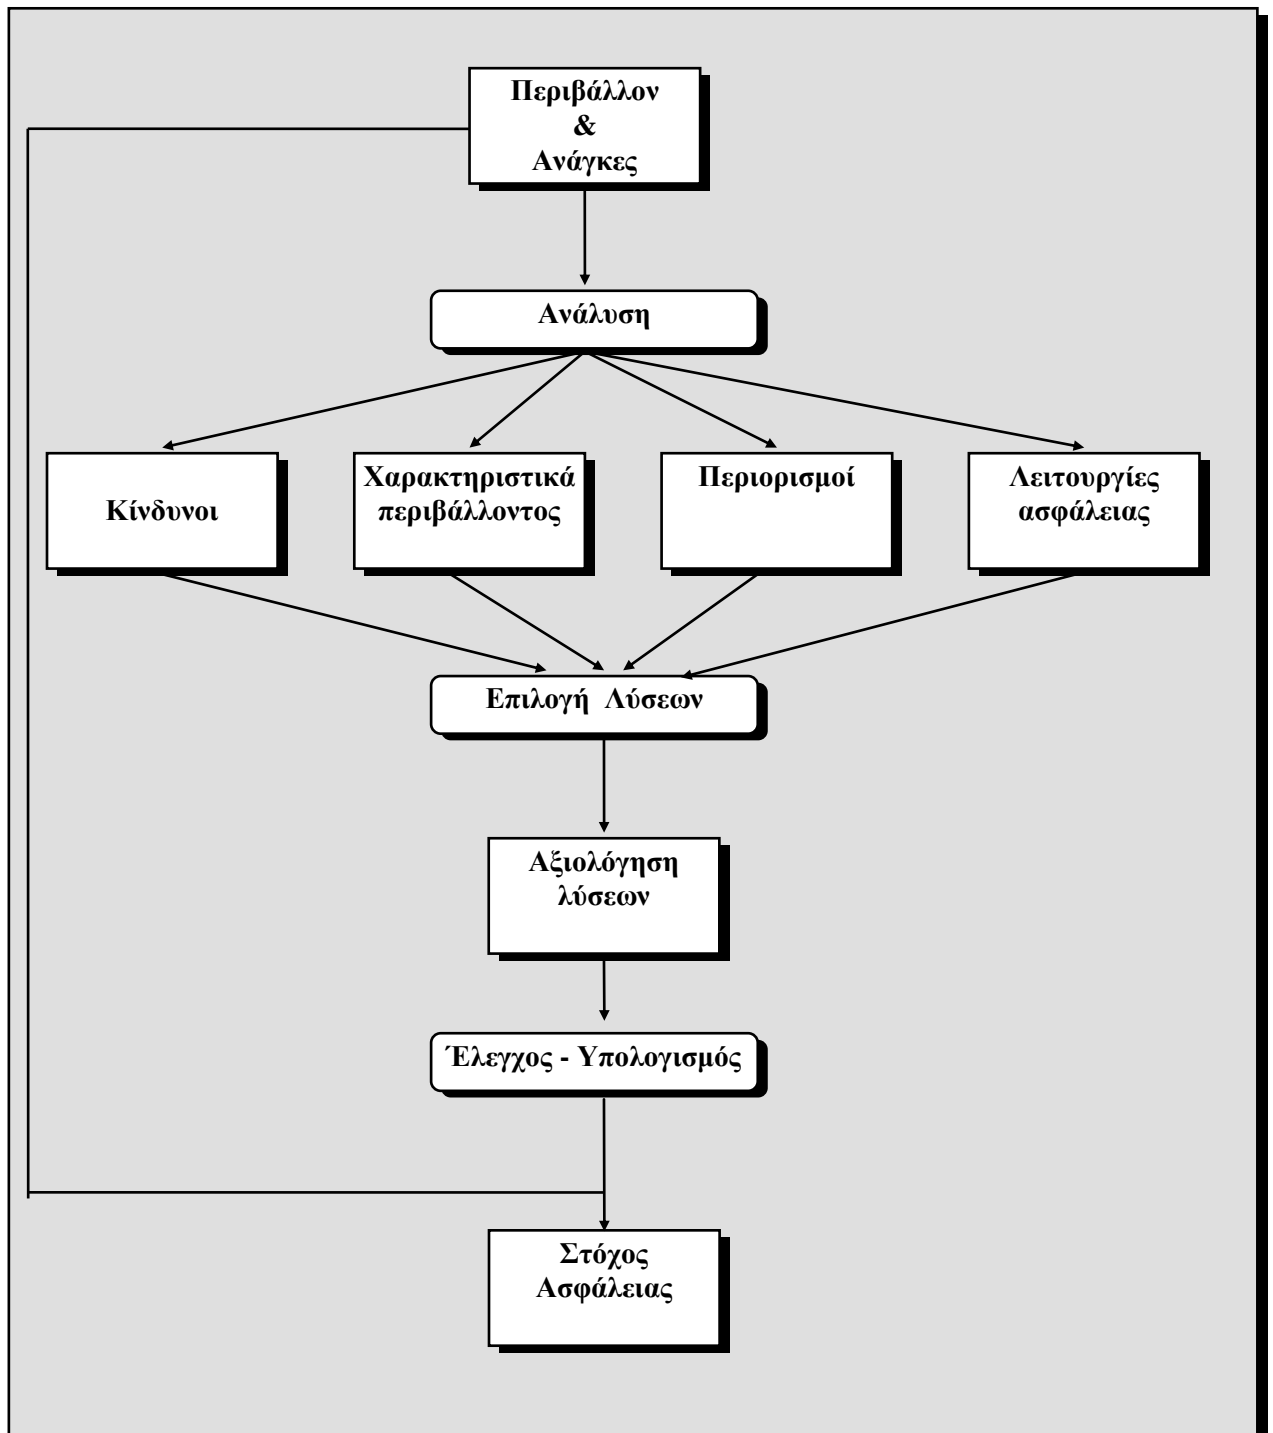 Περιβάλλον
&
Ανάγκες
Ανάλυση
Κίνδυνοι
Χαρακτηριστικά
περιβάλλοντος
Περιορισμοί
Λειτουργίες
ασφάλειας
Επιλογή Λύσεων
Αξιολόγηση
λύσεων
Έλεγχος - Υπολογισμός
Στόχος
Ασφάλειας